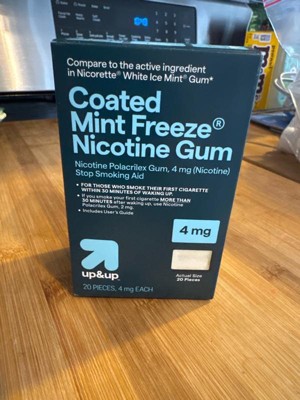 Compare to the active ingredient
in Nicorette® White Ice Mint® Gum*
Coated
Mint Freeze®
Nicotine Gum
Nicotine Polacrilex Gum, 4 mg (Nicotine)
Stop Smoking Aid
• FOR THOSE WHO SMOKE THEIR FIRST CIGARETTE
WITHIN 30 MINUTES OF WAKING UP.
• If you smoke your first cigarette MORE THAN
30 MINUTES after waking up, use Nicotine
Polacrilex Gum, 2 mg.
• Includes User's Guide
4 mg
up&up
Actual Size
20 Pieces
20 PIECES, 4 mg EACH